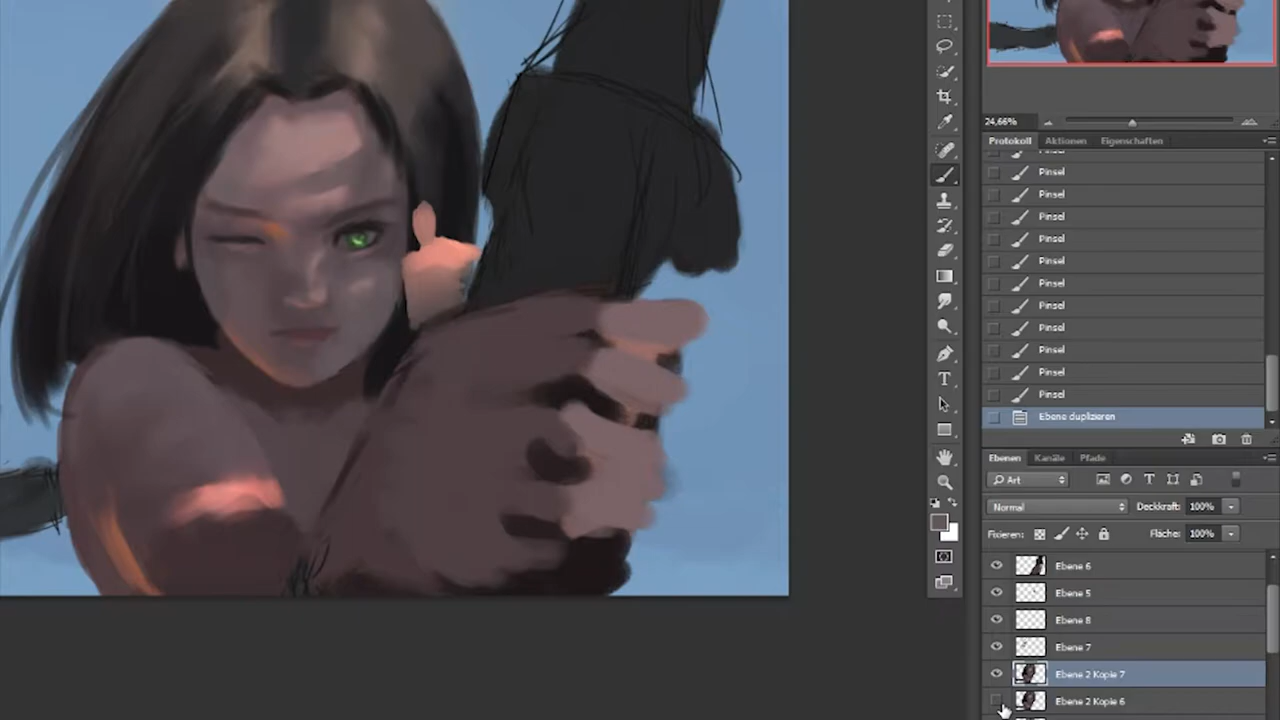 24,66%
Protokoll Aktionen Eigenschaften
Pinsel
Pinsel
Pinsel
Pinsel
Pinsel
Pinsel
Pinsel
Pinsel
Pinsel
Pinsel
Pinsel
Pinsel
Ebene duplizieren
Ebenen Kanäle Pfade
Art
Normal Deckkraft: 100%
Fixieren: Fläche: 100%
Ebene 6
Ebene 5
Ebene 8
Ebene 7
Ebene 2 Kopie 7
Ebene 2 Kopie 6